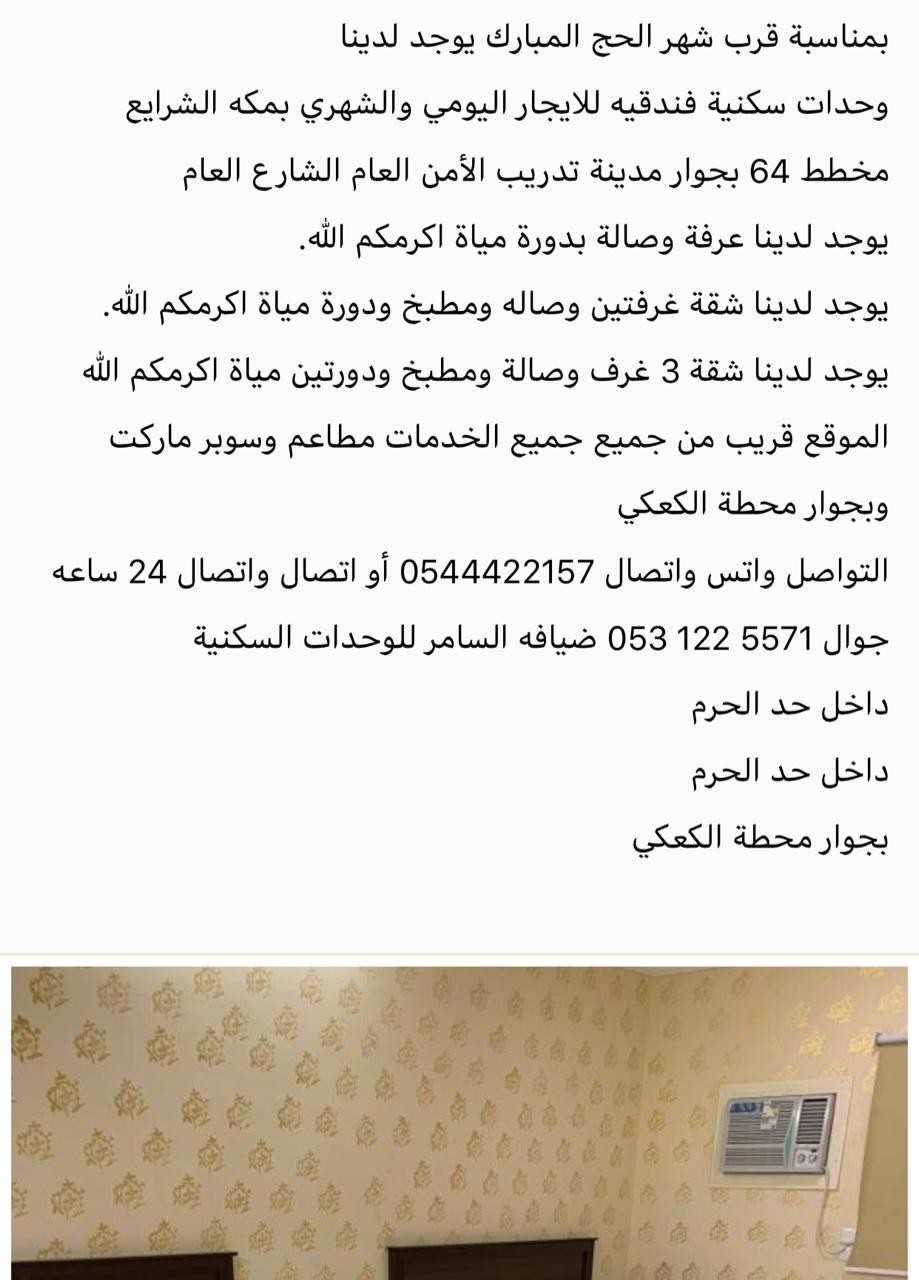 بمناسبة قرب شهر الحج المبارك يوجد لدينا
وحدات سكنية فندقيه للايجار اليومي والشهري بمكه الشرايع
مخطط 64 بجوار مدينة تدريب الأمن العام الشارع العام
يوجد لدينا عرفة وصالة بدورة مياة اكرمكم الله.
يوجد لدينا شقة غرفتين وصاله ومطبخ ودورة مياة اكرمكم الله.
يوجد لدينا شقة 3 غرف وصالة ومطبخ ودورتين مياة اكرمكم الله
الموقع قريب من جميع جميع الخدمات مطاعم وسوبر ماركت
وبجوار محطة الكعكي
التواصل واتس واتصال 0544422157 أو اتصال واتصال 24 ساعه
جوال 5571 122 053 ضيافه السامر للوحدات السكنية
داخل حد الحرم
داخل حد الحرم
بجوار محطة الكعكي